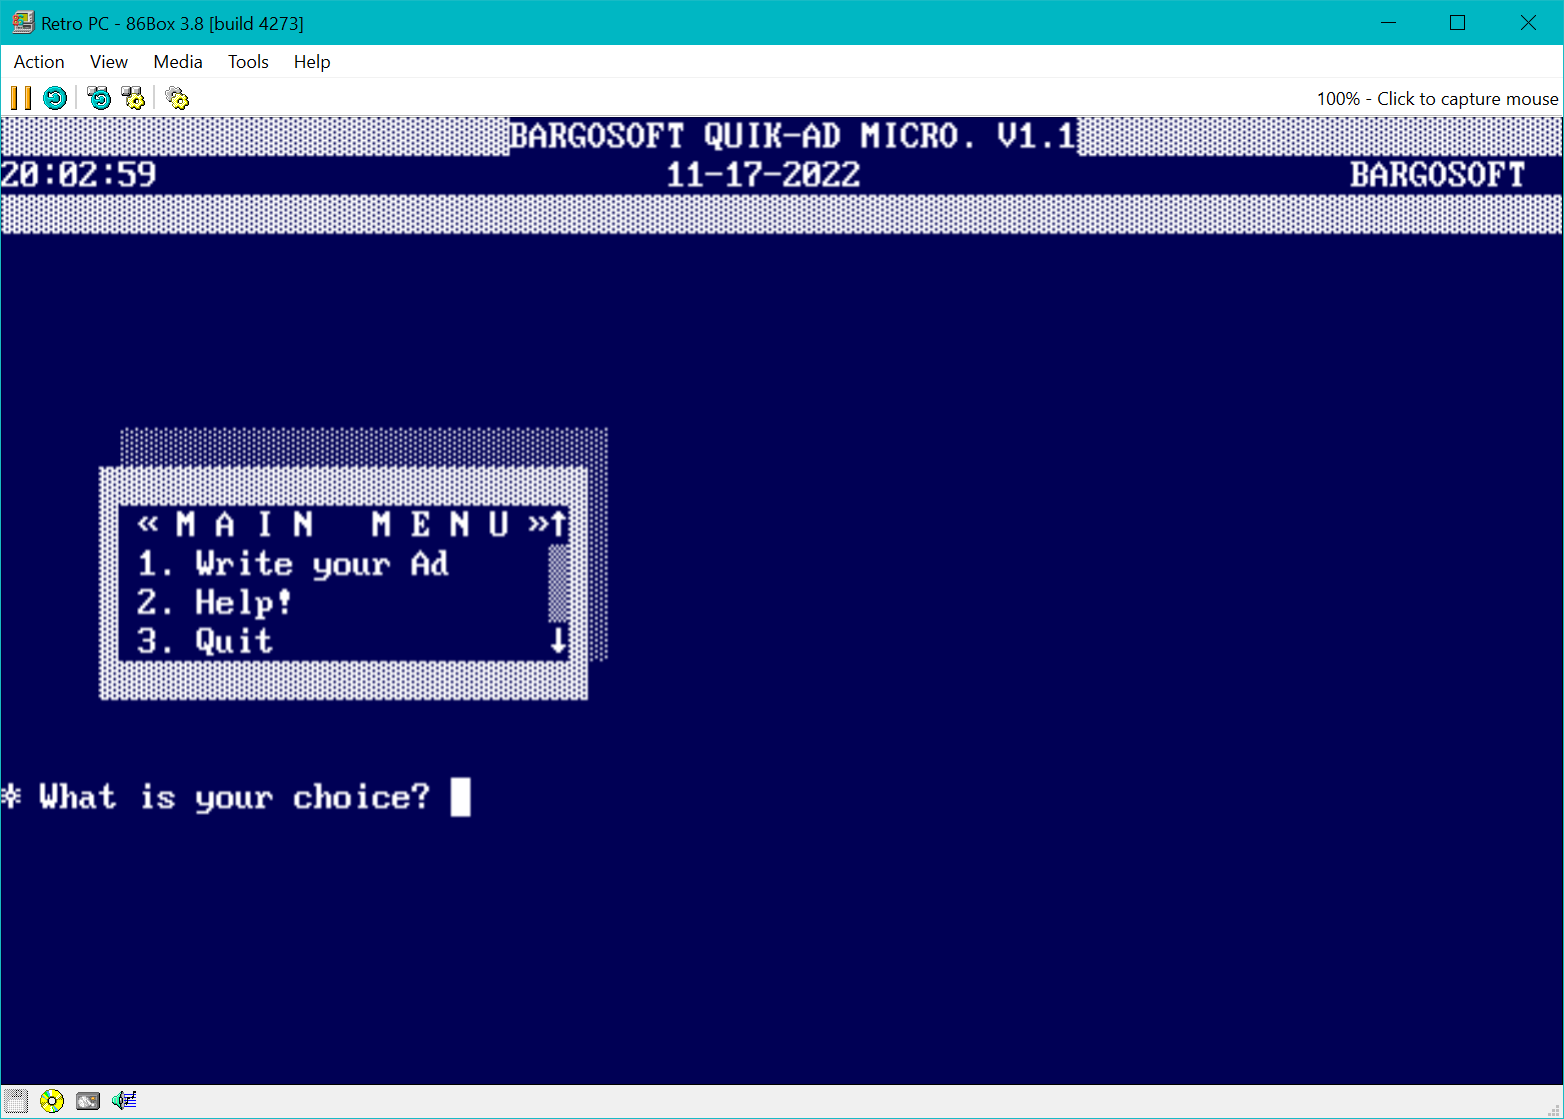 Retro PC - 86Box 3.8 [build 4273]
Action View Media Tools Help
100% - Click to capture mouse
BARGOSOFT QUIK-AD MICRO. V1.1
20:02:59 11-17-2022 BARGOSOFT
« M A I N   M E N U »↑
1. Write your Ad
2. Help!
3. Quit ↓
* What is your choice?